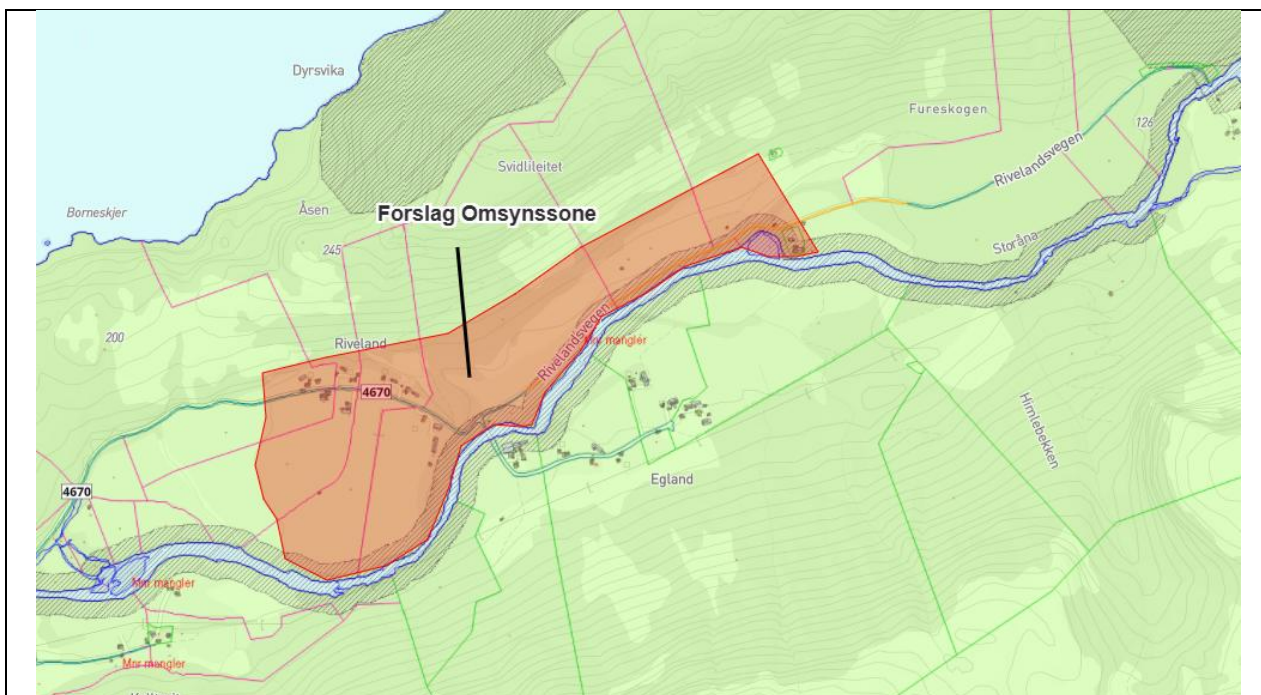 Dyrsvika
Fureskogen
126
Rivelandsvegen
Svidlileitet
Borneskjer
Åsen
Forslag Omsynssone
245
Storåna
200
Riveland
Rivelandsvegen
Mnr mangler
4670
Himlebekken
Egland
4670
Mnr mangler
Mnr mangler